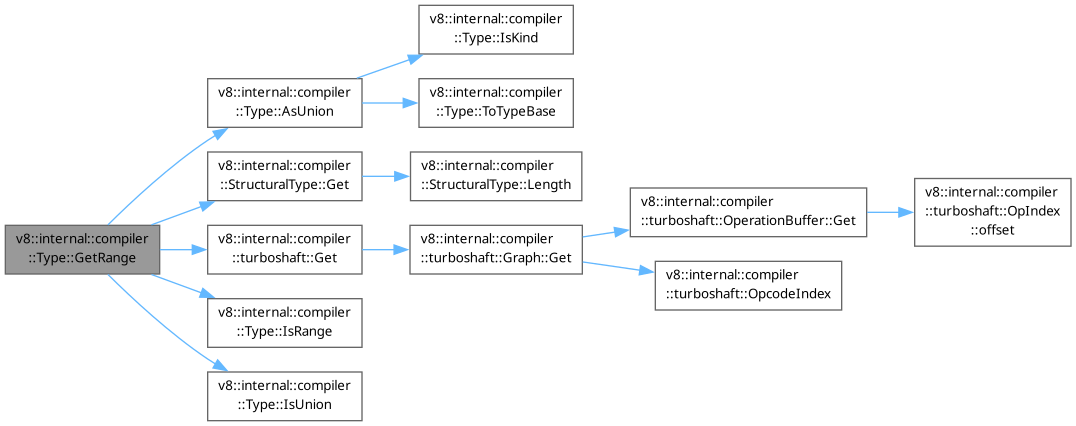 v8::internal::compiler
::Type::GetRange
v8::internal::compiler
::Type::AsUnion
v8::internal::compiler
::Type::IsKind
v8::internal::compiler
::Type::ToTypeBase
v8::internal::compiler
::StructuralType::Get
v8::internal::compiler
::StructuralType::Length
v8::internal::compiler
::turboshaft::Get
v8::internal::compiler
::turboshaft::Graph::Get
v8::internal::compiler
::turboshaft::OperationBuffer::Get
v8::internal::compiler
::turboshaft::OpIndex
::offset
v8::internal::compiler
::turboshaft::OpcodeIndex
v8::internal::compiler
::Type::IsRange
v8::internal::compiler
::Type::IsUnion